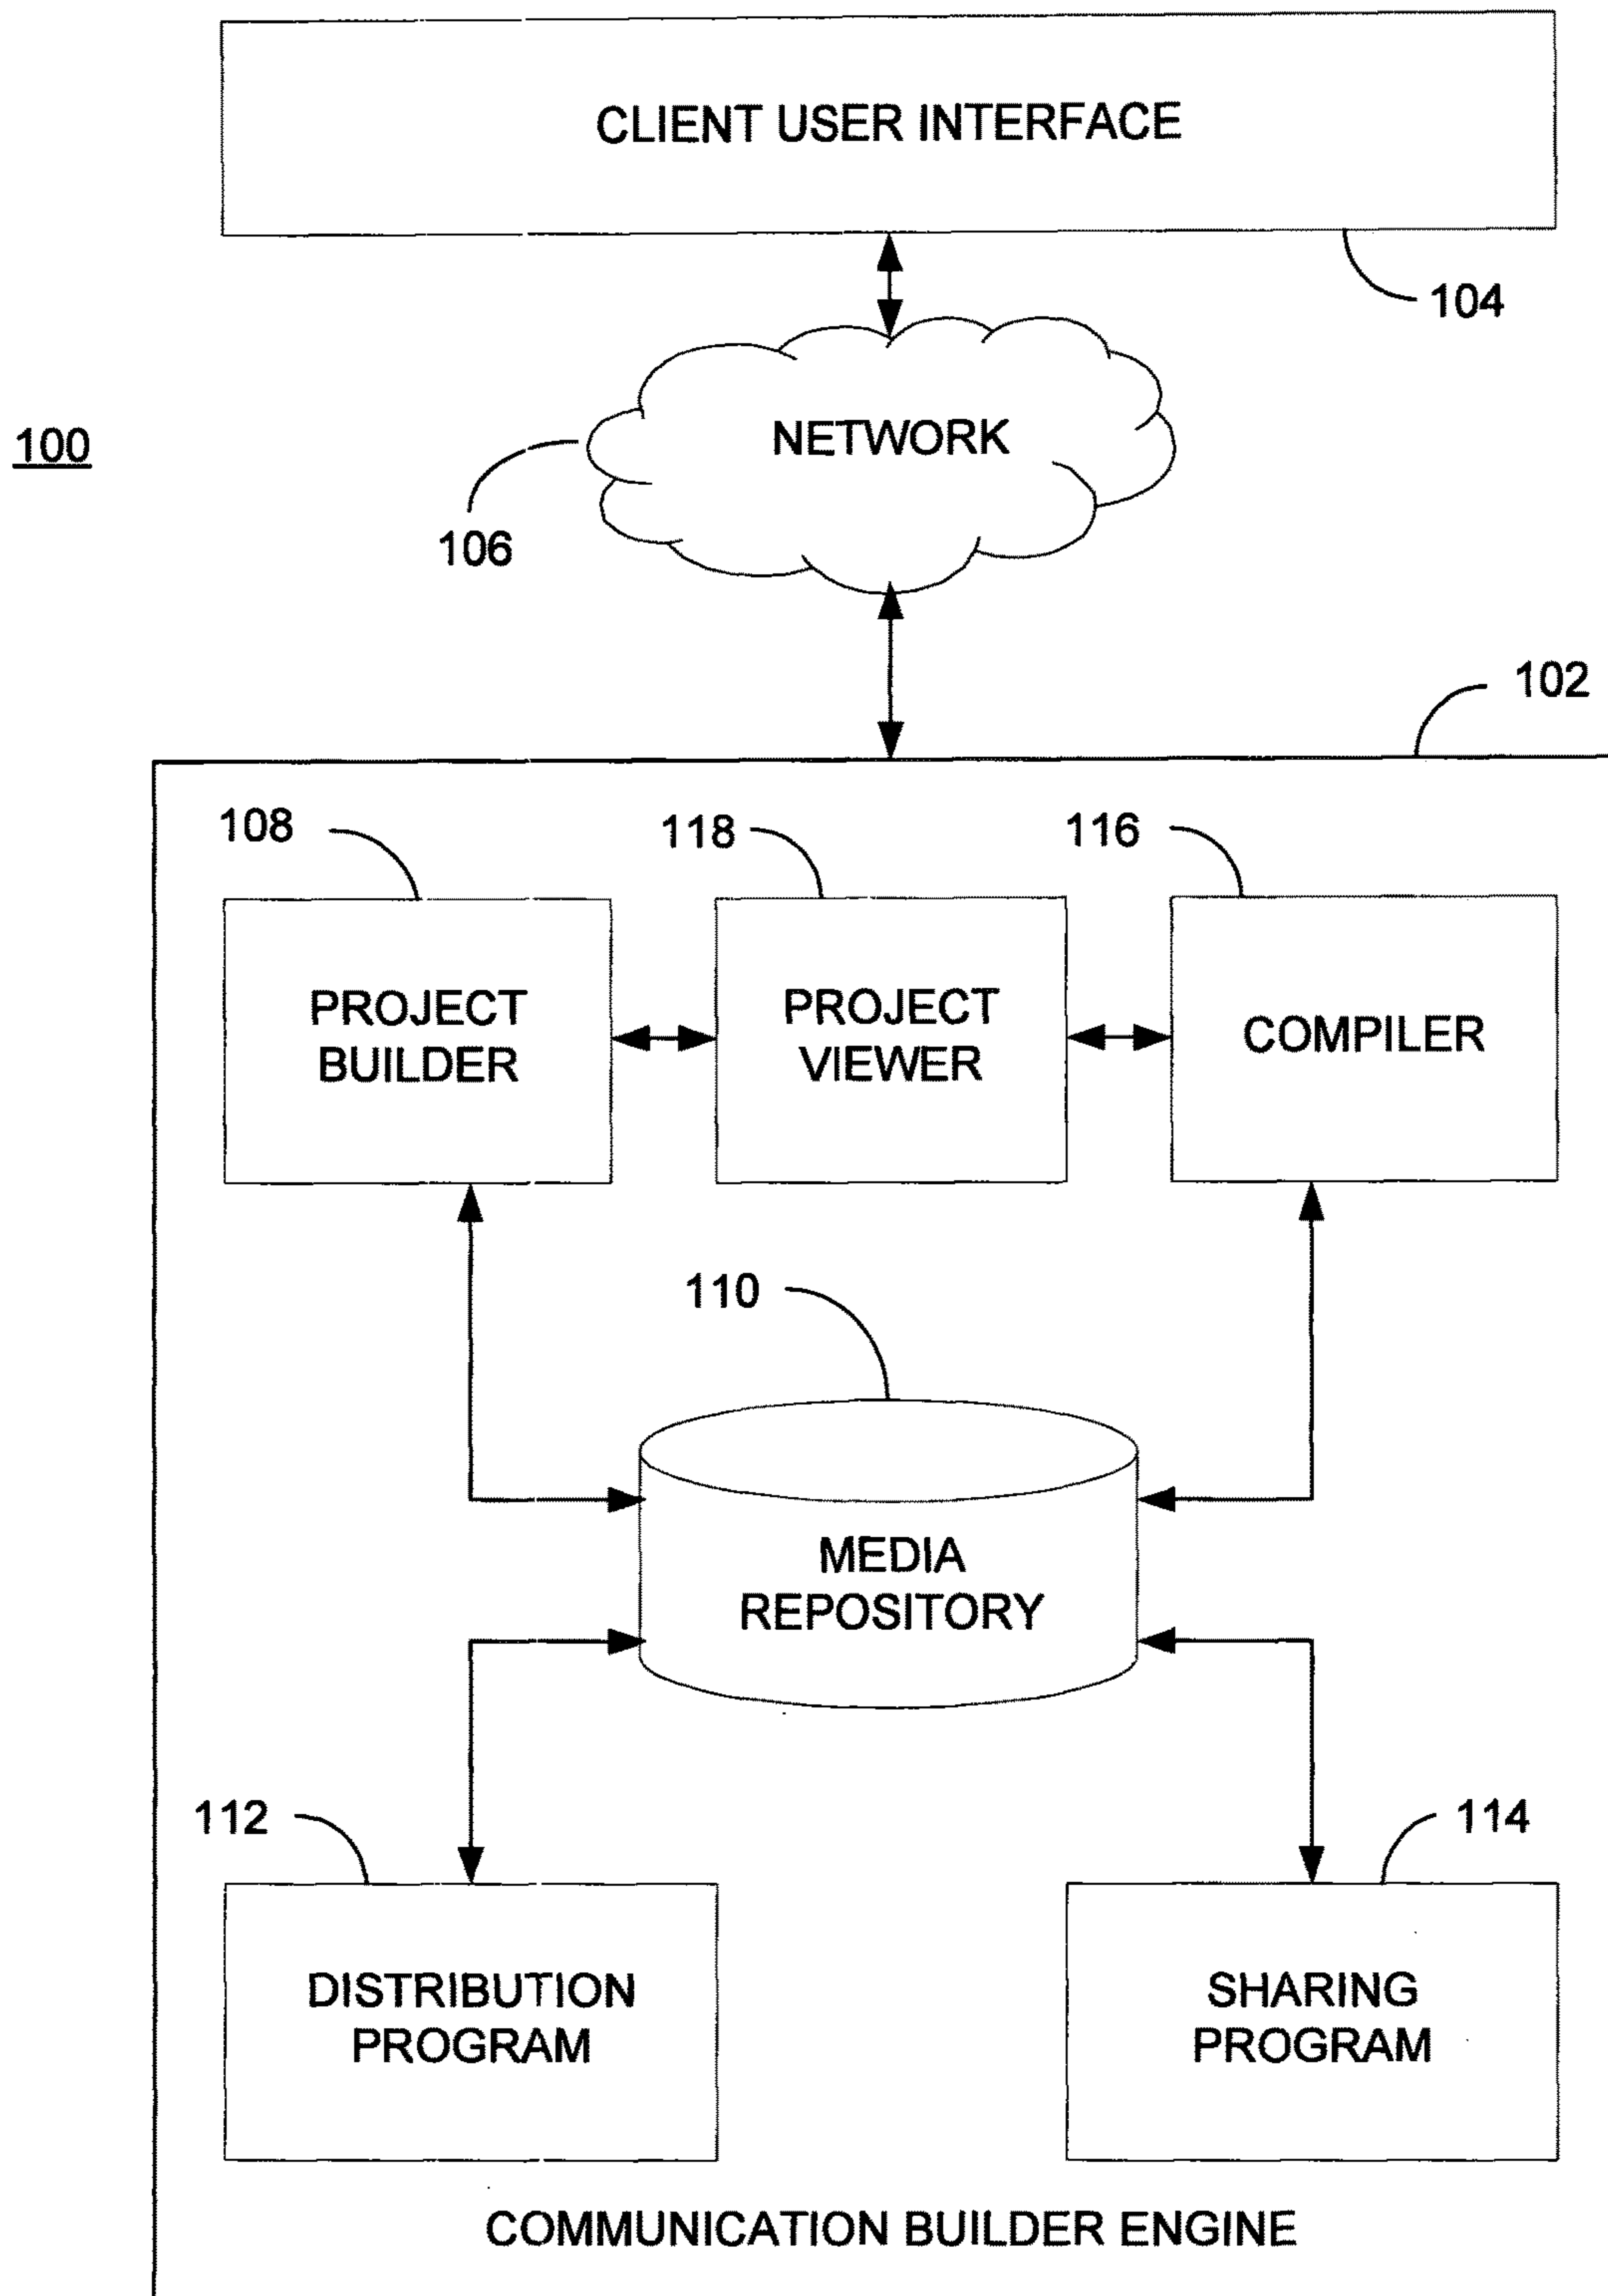 CLIENT USER INTERFACE
104
100
NETWORK
106
102
108
118
116
PROJECT
BUILDER
PROJECT
VIEWER
COMPILER
110
MEDIA
REPOSITORY
112
114
DISTRIBUTION
PROGRAM
SHARING
PROGRAM
COMMUNICATION BUILDER ENGINE